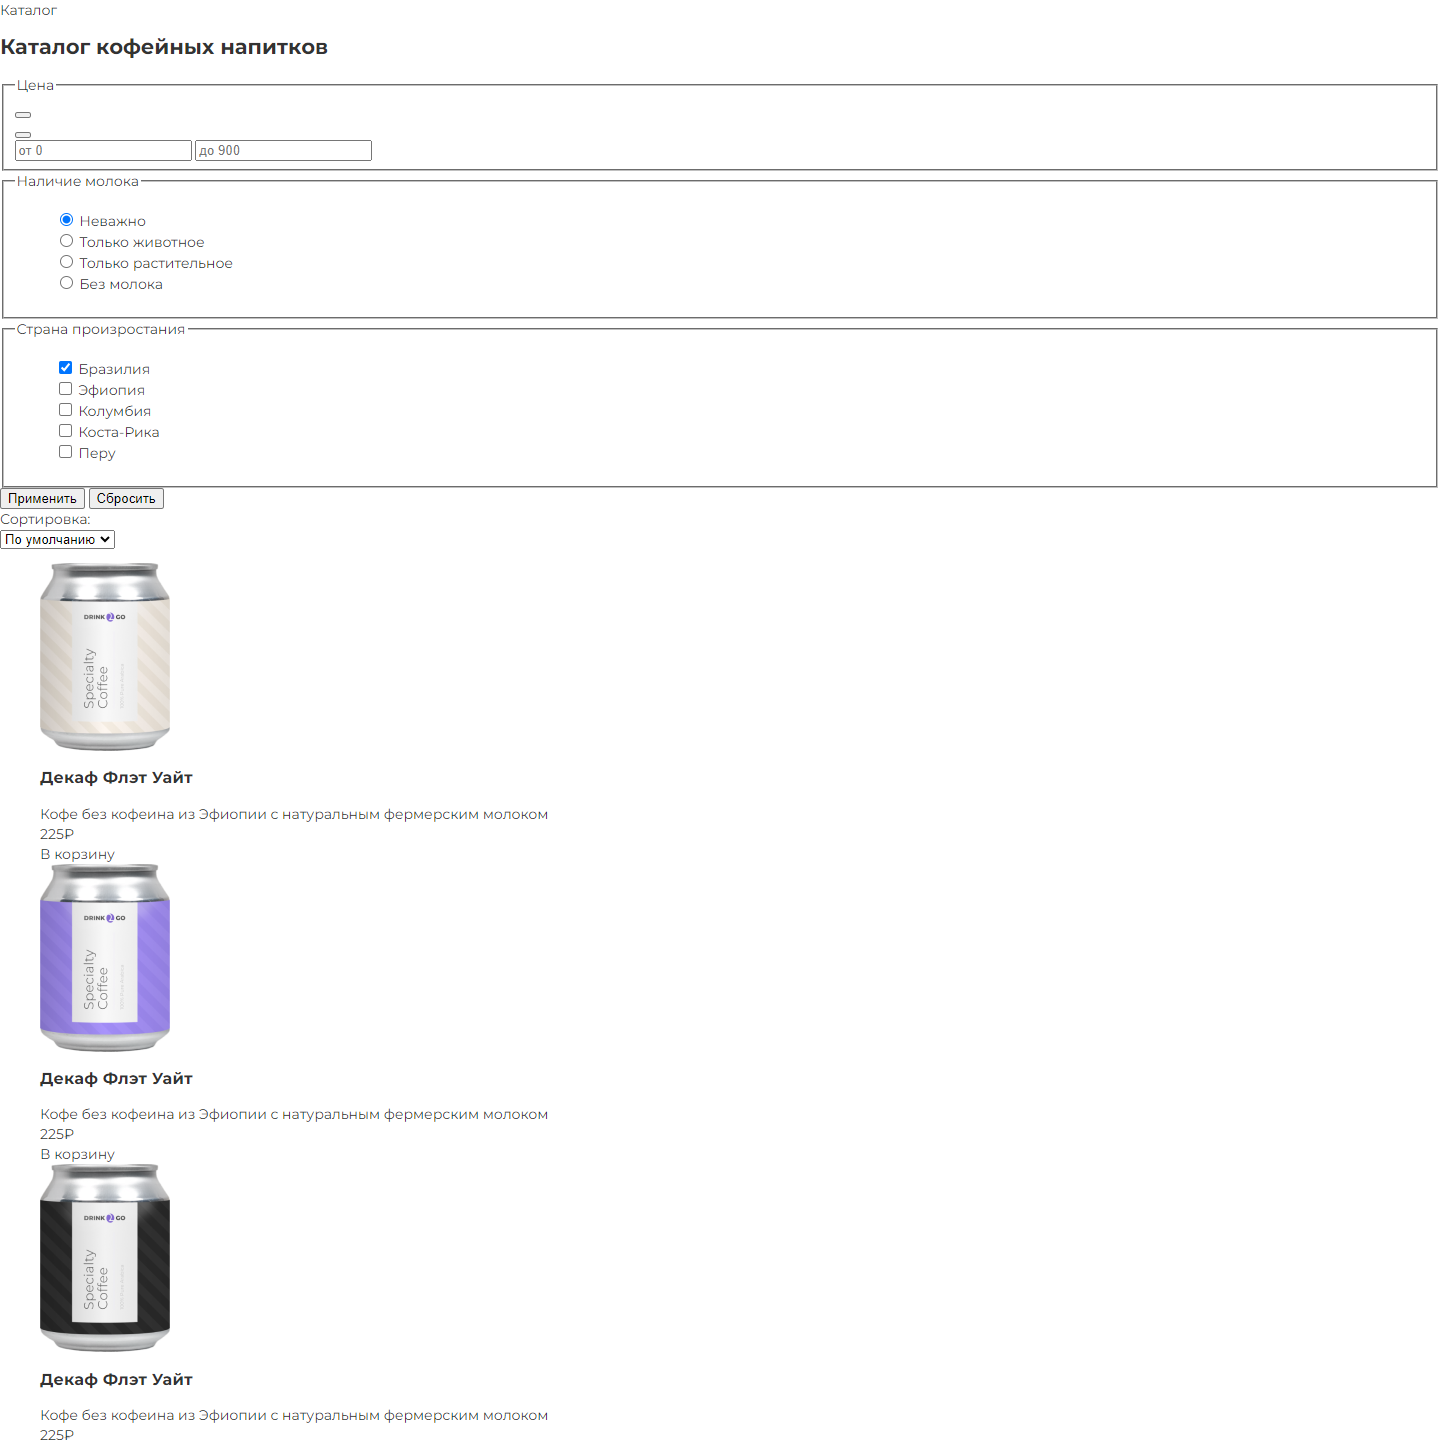 Каталог
Каталог кофейных напитков
Цена
от 0 до 900
Наличие молока
Неважно
Только животное
Только растительное
Без молока
Страна произростания
Бразилия
Эфиопия
Колумбия
Коста-Рика
Перу
Применить Сбросить
Сортировка:
По умолчанию
DRINK 2 GO
Specialty
Coffee
Декаф Флэт Уайт
Кофе без кофеина из Эфиопии с натуральным фермерским молоком
225₽
В корзину
DRINK 2 GO
Specialty
Coffee
Декаф Флэт Уайт
Кофе без кофеина из Эфиопии с натуральным фермерским молоком
225₽
В корзину
DRINK 2 GO
Specialty
Coffee
Декаф Флэт Уайт
Кофе без кофеина из Эфиопии с натуральным фермерским молоком
225₽